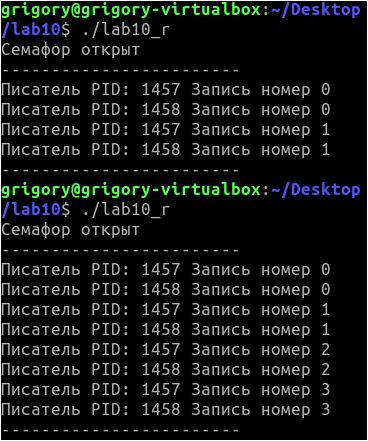 grigory@grigory-virtualbox:~/Desktop
/lab10$ ./lab10_r
Семафор открыт
------------------------
Писатель PID: 1457 Запись номер 0
Писатель PID: 1458 Запись номер 0
Писатель PID: 1457 Запись номер 1
Писатель PID: 1458 Запись номер 1
------------------------
grigory@grigory-virtualbox:~/Desktop
/lab10$ ./lab10_r
Семафор открыт
------------------------
Писатель PID: 1457 Запись номер 0
Писатель PID: 1458 Запись номер 0
Писатель PID: 1457 Запись номер 1
Писатель PID: 1458 Запись номер 1
Писатель PID: 1457 Запись номер 2
Писатель PID: 1458 Запись номер 2
Писатель PID: 1457 Запись номер 3
Писатель PID: 1458 Запись номер 3
------------------------